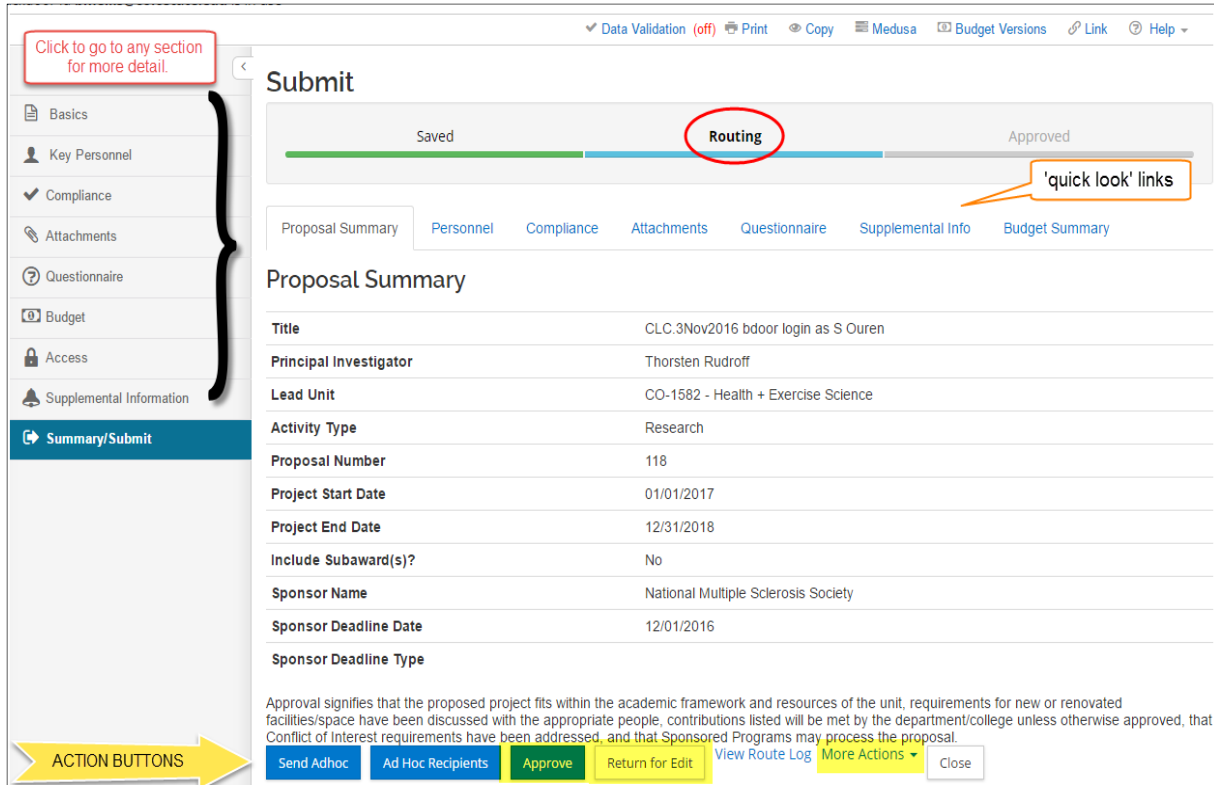 Data Validation (off) Print Copy Medusa Budget Versions Link Help
Click to go to any section
for more detail.
Submit
Basics
Key Personnel
Compliance
Attachments
Questionnaire
Budget
Access
Supplemental Information
Summary/Submit
Saved Routing Approved
'quick look' links
Proposal Summary Personnel Compliance Attachments Questionnaire Supplemental Info Budget Summary
Proposal Summary
Title CLC.3Nov2016 bdoor login as S Ouren
Principal Investigator Thorsten Rudroff
Lead Unit CO-1582 - Health + Exercise Science
Activity Type Research
Proposal Number 118
Project Start Date 01/01/2017
Project End Date 12/31/2018
Include Subaward(s)? No
Sponsor Name National Multiple Sclerosis Society
Sponsor Deadline Date 12/01/2016
Sponsor Deadline Type
Approval signifies that the proposed project fits within the academic framework and resources of the unit, requirements for new or renovated
facilities/space have been discussed with the appropriate people, contributions listed will be met by the department/college unless otherwise approved, that
Conflict of Interest requirements have been addressed, and that Sponsored Programs may process the proposal.
ACTION BUTTONS
Send Adhoc Ad Hoc Recipients Approve Return for Edit View Route Log More Actions Close